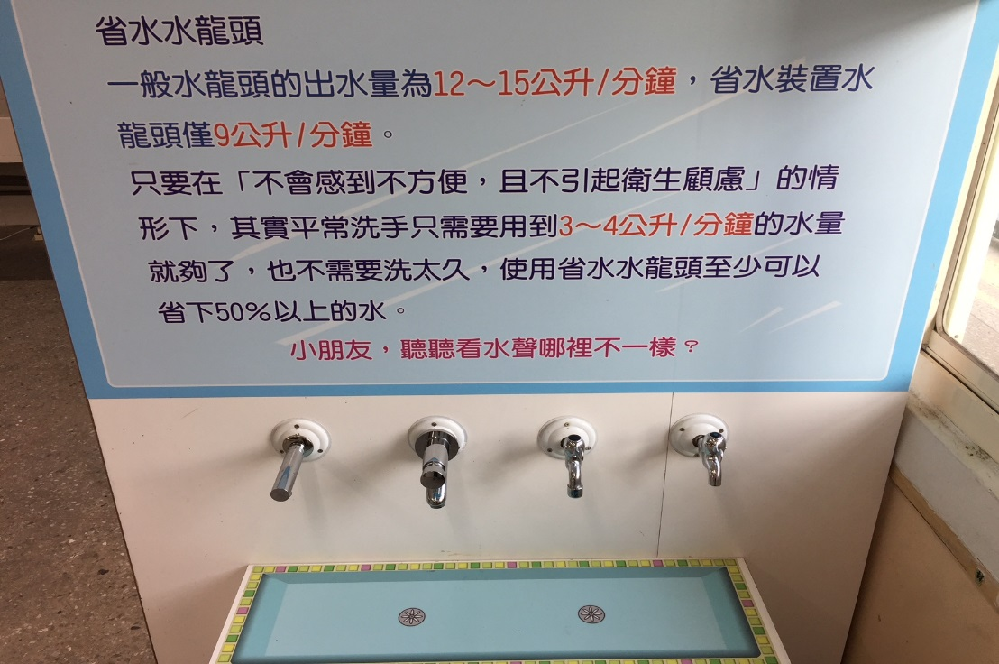 省水水龍頭
一般水龍頭的出水量為12～15公升/分鐘，省水裝置水
龍頭僅9公升/分鐘。
只要在「不會感到不方便，且不引起衛生顧慮」的情
形下，其實平常洗手只需要用到3～4公升/分鐘的水量
就夠了，也不需要洗太久，使用省水水龍頭至少可以
省下50%以上的水。
小朋友，聽聽看水聲哪裡不一樣？